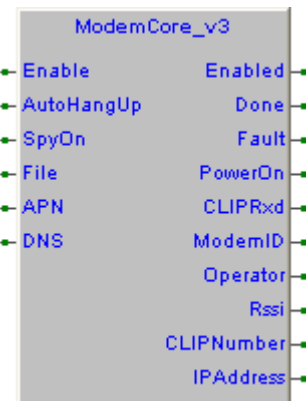 ModemCore_v3
Enable Enabled
AutoHangUp Done
SpyOn Fault
File PowerOn
APN CLIPRxd
DNS ModemID
Operator
Rssi
CLIPNumber
IPAddress